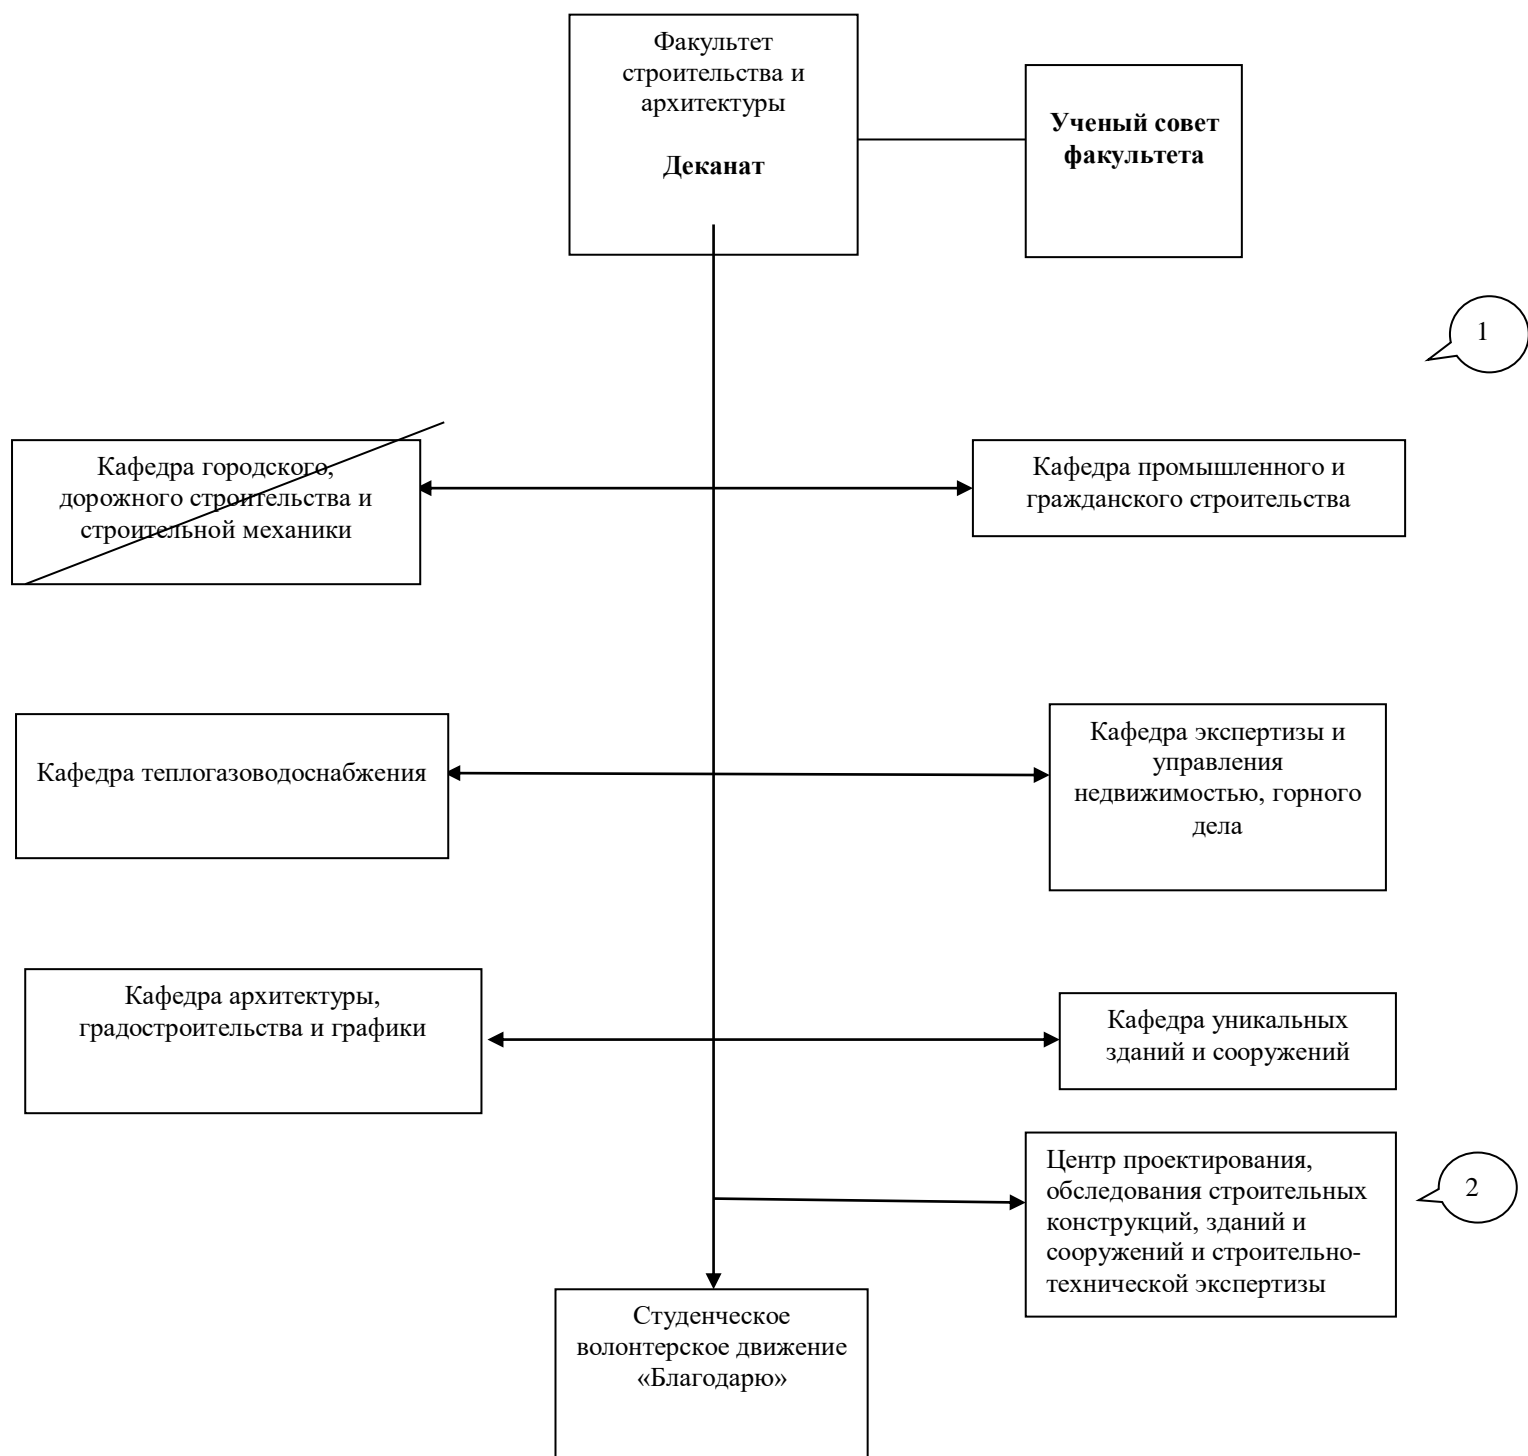 Факультет
строительства и
архитектуры
Деканат
Ученый совет
факультета
1
Кафедра городского,
дорожного строительства и
строительной механики
Кафедра промышленного и
гражданского строительства
Кафедра теплогазоводоснабжения
Кафедра экспертизы и
управления
недвижимостью, горного
дела
Кафедра архитектуры,
градостроительства и графики
Кафедра уникальных
зданий и сооружений
Центр проектирования,
обследования строительных
конструкций, зданий и
сооружений и строительно-
технической экспертизы
2
Студенческое
волонтерское движение
«Благодарю»